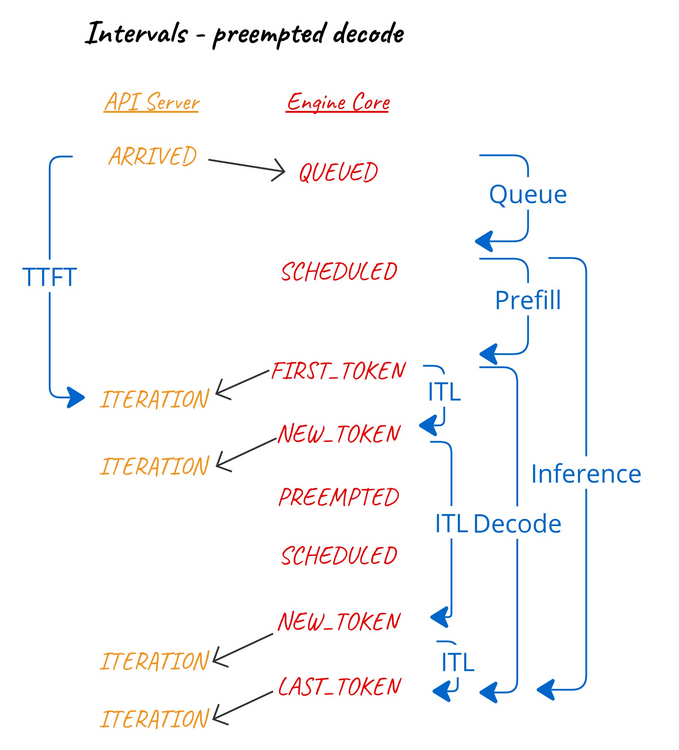 Intervals - preempted decode
API Server
Engine Core
ARRIVED
QUEUED
Queue
SCHEDULED
TTFT
Prefill
FIRST_TOKEN
ITL
ITERATION
NEW_TOKEN
ITERATION
Inference
PREEMPTED
ITL
Decode
SCHEDULED
NEW_TOKEN
ITERATION
ITL
LAST_TOKEN
ITERATION